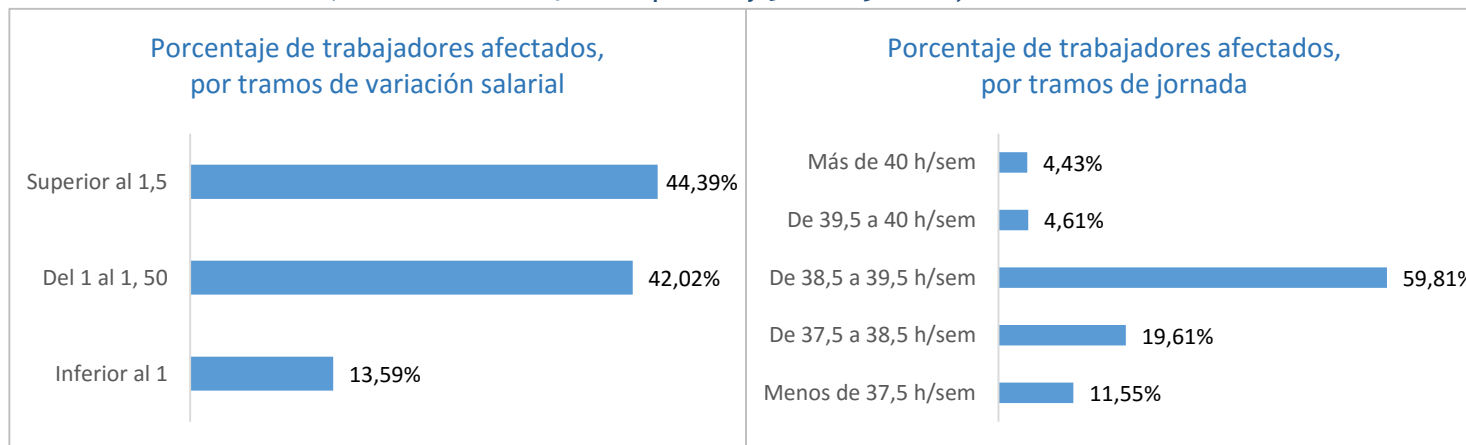 Porcentaje de trabajadores afectados,
por tramos de variación salarial
Superior al 1,5
44,39%
Del 1 al 1, 50
42,02%
Inferior al 1
13,59%
Porcentaje de trabajadores afectados,
por tramos de jornada
Más de 40 h/sem
4,43%
De 39,5 a 40 h/sem
4,61%
De 38,5 a 39,5 h/sem
59,81%
De 37,5 a 38,5 h/sem
19,61%
Menos de 37,5 h/sem
11,55%